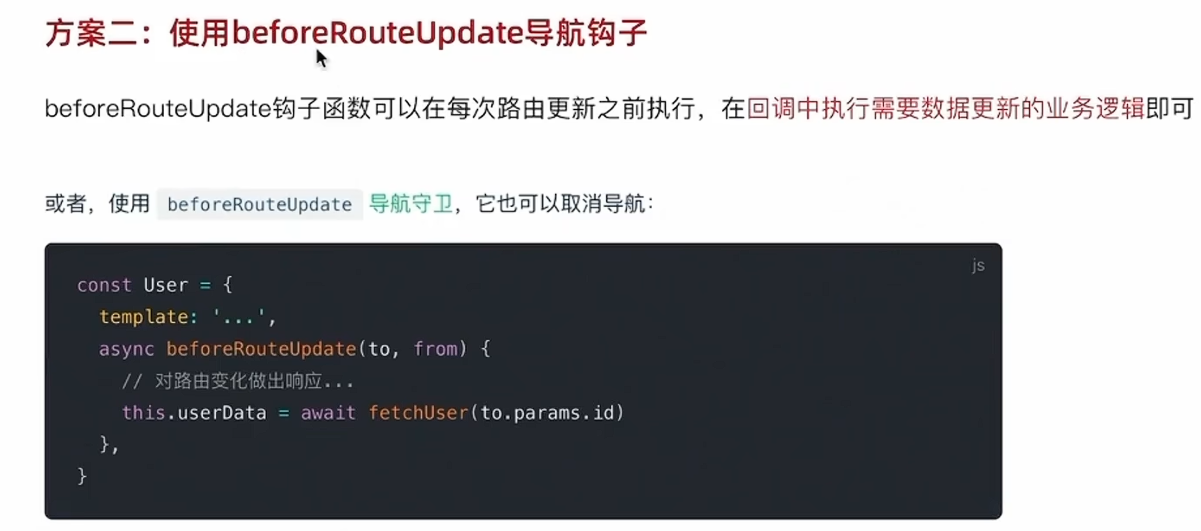 方案二：使用beforeRouteUpdate导航钩子
beforeRouteUpdate钩子函数可以在每次路由更新之前执行，在回调中执行需要数据更新的业务逻辑即可
或者，使用 beforeRouteUpdate 导航守卫，它也可以取消导航：
js
const User = {
  template: '...',
  async beforeRouteUpdate(to, from) {
    // 对路由变化做出响应...
    this.userData = await fetchUser(to.params.id)
  },
}